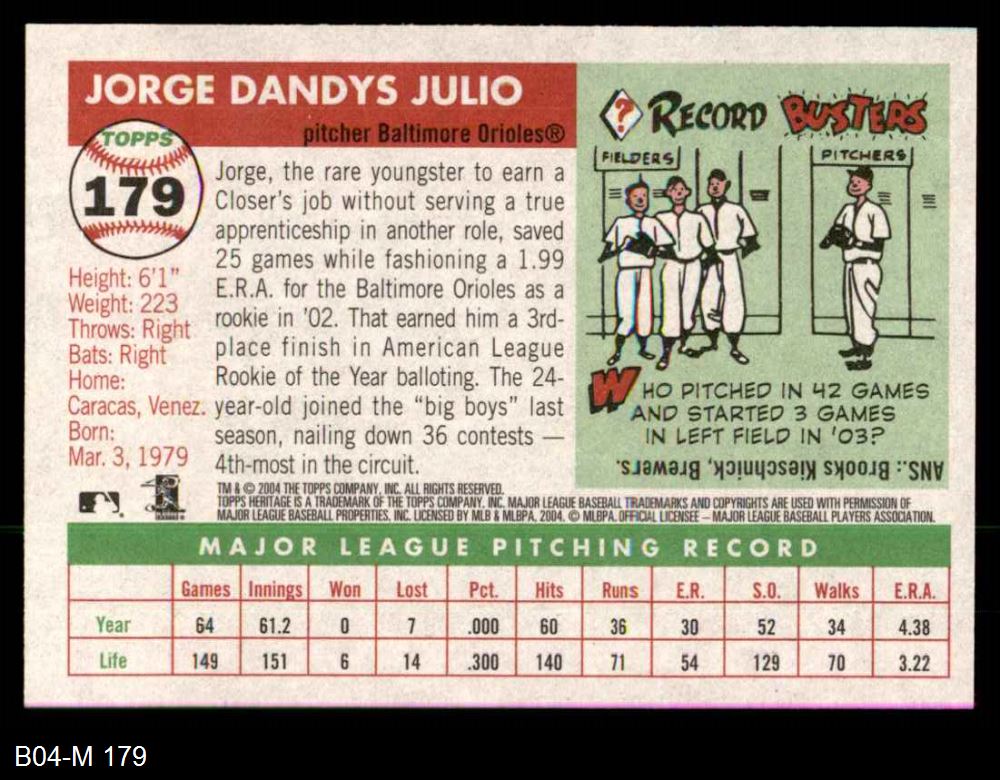 JORGE DANDYS JULIO
pitcher Baltimore Orioles®
TOPPS
179
Height: 6'1"
Weight: 223
Throws: Right
Bats: Right
Home:
Caracas, Venez.
Born:
Mar. 3, 1979
Jorge, the rare youngster to earn a
Closer's job without serving a true
apprenticeship in another role, saved
25 games while fashioning a 1.99
E.R.A. for the Baltimore Orioles as a
rookie in '02. That earned him a 3rd-
place finish in American League
Rookie of the Year balloting. The 24-
year-old joined the "big boys" last
season, nailing down 36 contests —
4th-most in the circuit.
? RECORD BUSTERS
FIELDERS
PITCHERS
WHO PITCHED IN 42 GAMES
AND STARTED 3 GAMES
IN LEFT FIELD IN '03?
ANS.: Brooks Kieschnick, Brewers.
TM & © 2004 THE TOPPS COMPANY, INC. ALL RIGHTS RESERVED.
TOPPS HERITAGE IS A TRADEMARK OF THE TOPPS COMPANY, INC. MAJOR LEAGUE BASEBALL TRADEMARKS AND COPYRIGHTS ARE USED WITH PERMISSION OF
MAJOR LEAGUE BASEBALL PROPERTIES, INC. LICENSED BY MLB & MLBPA, 2004. © MLBPA. OFFICIAL LICENSEE – MAJOR LEAGUE BASEBALL PLAYERS ASSOCIATION.
MAJOR LEAGUE PITCHING RECORD
Games Innings Won Lost Pct. Hits Runs E.R. S.O. Walks E.R.A.
Year 64 61.2 0 7 .000 60 36 30 52 34 4.38
Life 149 151 6 14 .300 140 71 54 129 70 3.22
B04-M 179